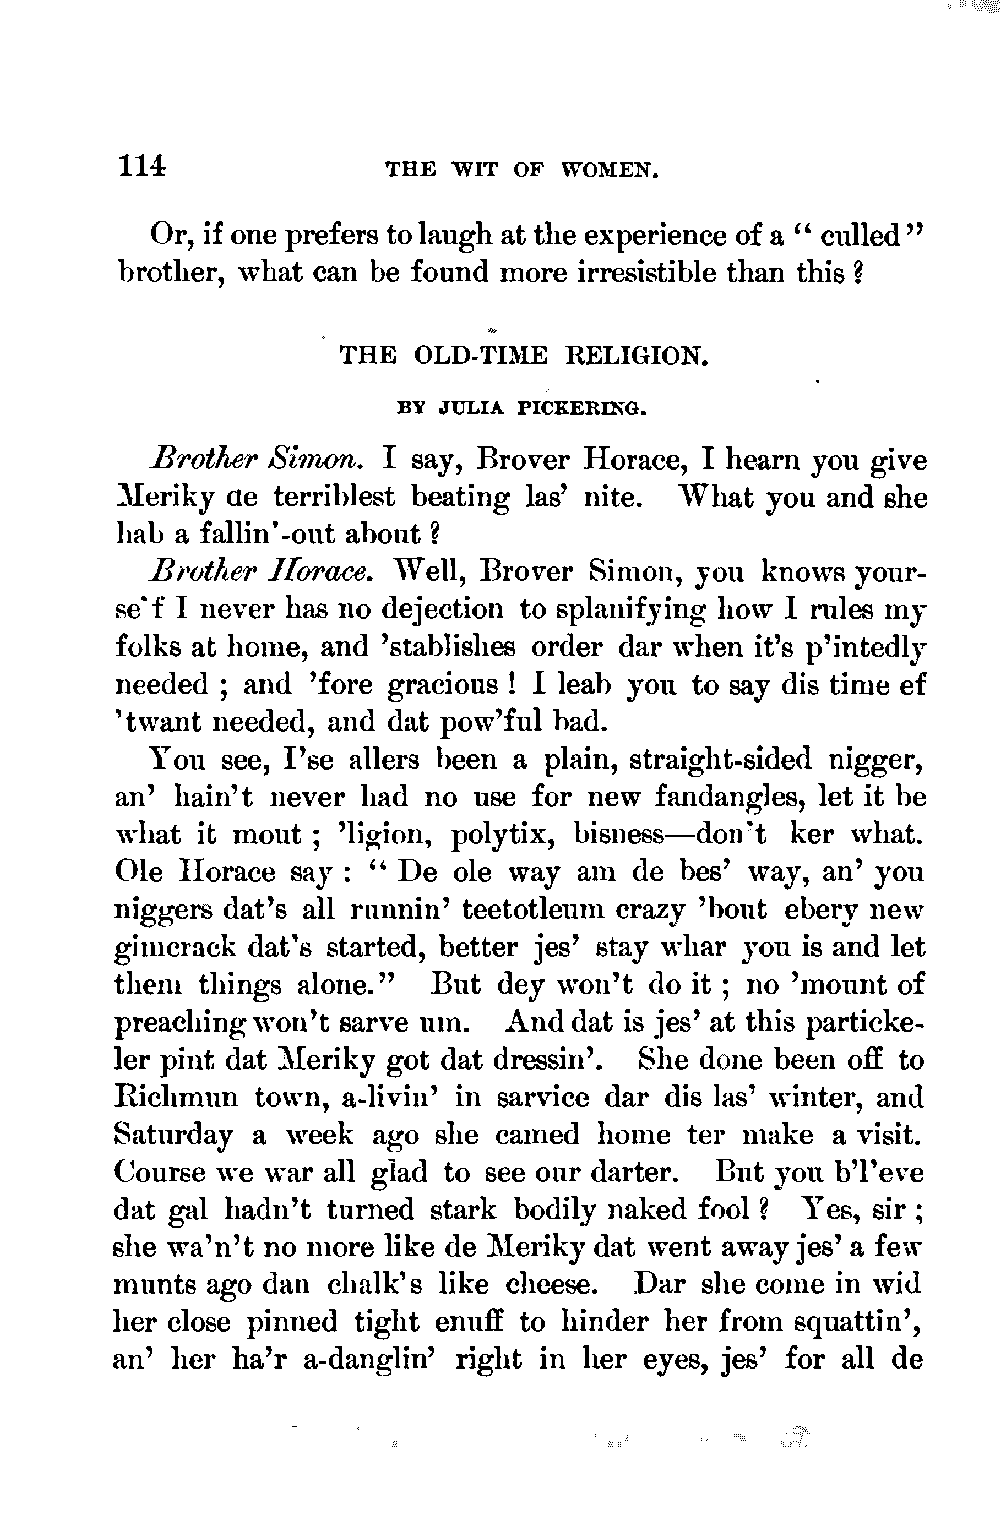 114 THE WIT OF WOMEN.
Or, if one prefers to laugh at the experience of a “ culled ”
brother, what can be found more irresistible than this ?
THE OLD-TIME RELIGION.
BY JULIA PICKERING.
Brother Simon. I say, Brover Horace, I hearn you give
Meriky de terriblest beating las’ nite. What you and she
hab a fallin’-out about ?
Brother Horace. Well, Brover Simon, you knows your-
se’f I never has no dejection to splanifying how I rules my
folks at home, and ’stablishes order dar when it’s p’intedly
needed ; and ’fore gracious ! I leab you to say dis time ef
’twant needed, and dat pow’ful bad.
You see, I’se allers been a plain, straight-sided nigger,
an’ hain’t never had no use for new fandangles, let it be
what it mout ; ’ligion, polytix, bisness—don’t ker what.
Ole Horace say : “ De ole way am de bes’ way, an’ you
niggers dat’s all runnin’ teetotleum crazy ’bout ebery new
gimcrack dat’s started, better jes’ stay whar you is and let
them things alone.” But dey won’t do it ; no ’mount of
preaching won’t sarve um. And dat is jes’ at this particke-
ler pint dat Meriky got dat dressin’. She done been off to
Richmun town, a-livin’ in sarvice dar dis las’ winter, and
Saturday a week ago she camed home ter make a visit.
Course we war all glad to see our darter. But you b’l’eve
dat gal hadn’t turned stark bodily naked fool ? Yes, sir ;
she wa’n’t no more like de Meriky dat went away jes’ a few
munts ago dan chalk’s like cheese. Dar she come in wid
her close pinned tight enuff to hinder her from squattin’,
an’ her ha’r a-danglin’ right in her eyes, jes’ for all de